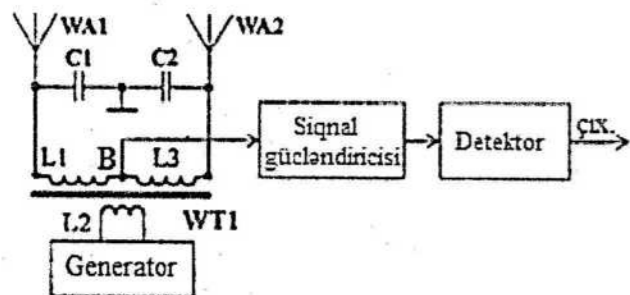 WA1
WA2
C1
C2
L1
B
L3
Siqnal
gücləndiricisi
Detektor
çıx.
L2
WT1
Generator